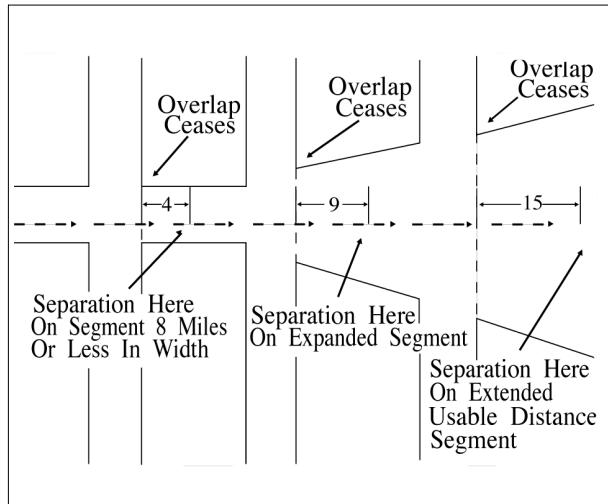 Overlap
Ceases
Overlap
Ceases
Overlap
Ceases
4
9
15
Separation Here
On Segment 8 Miles
Or Less In Width
Separation Here
On Expanded Segment
Separation Here
On Extended
Usable Distance
Segment